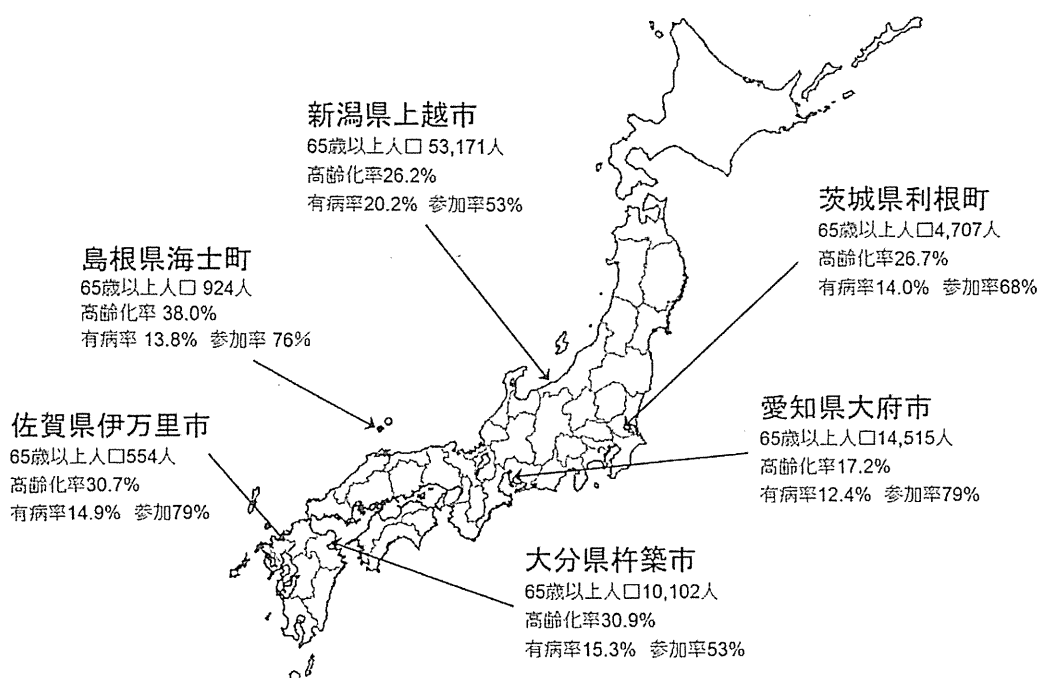 新潟県上越市
65歳以上人口 53,171人
高齢化率26.2%
有病率20.2% 参加率53%
茨城県利根町
65歳以上人口4,707人
高齢化率26.7%
有病率14.0% 参加率68%
島根県海士町
65歳以上人口 924人
高齢化率 38.0%
有病率 13.8% 参加率 76%
愛知県大府市
65歳以上人口14,515人
高齢化率17.2%
有病率12.4% 参加率79%
佐賀県伊万里市
65歳以上人口554人
高齢化率30.7%
有病率14.9% 参加79%
大分県杵築市
65歳以上人口10,102人
高齢化率30.9%
有病率15.3% 参加率53%